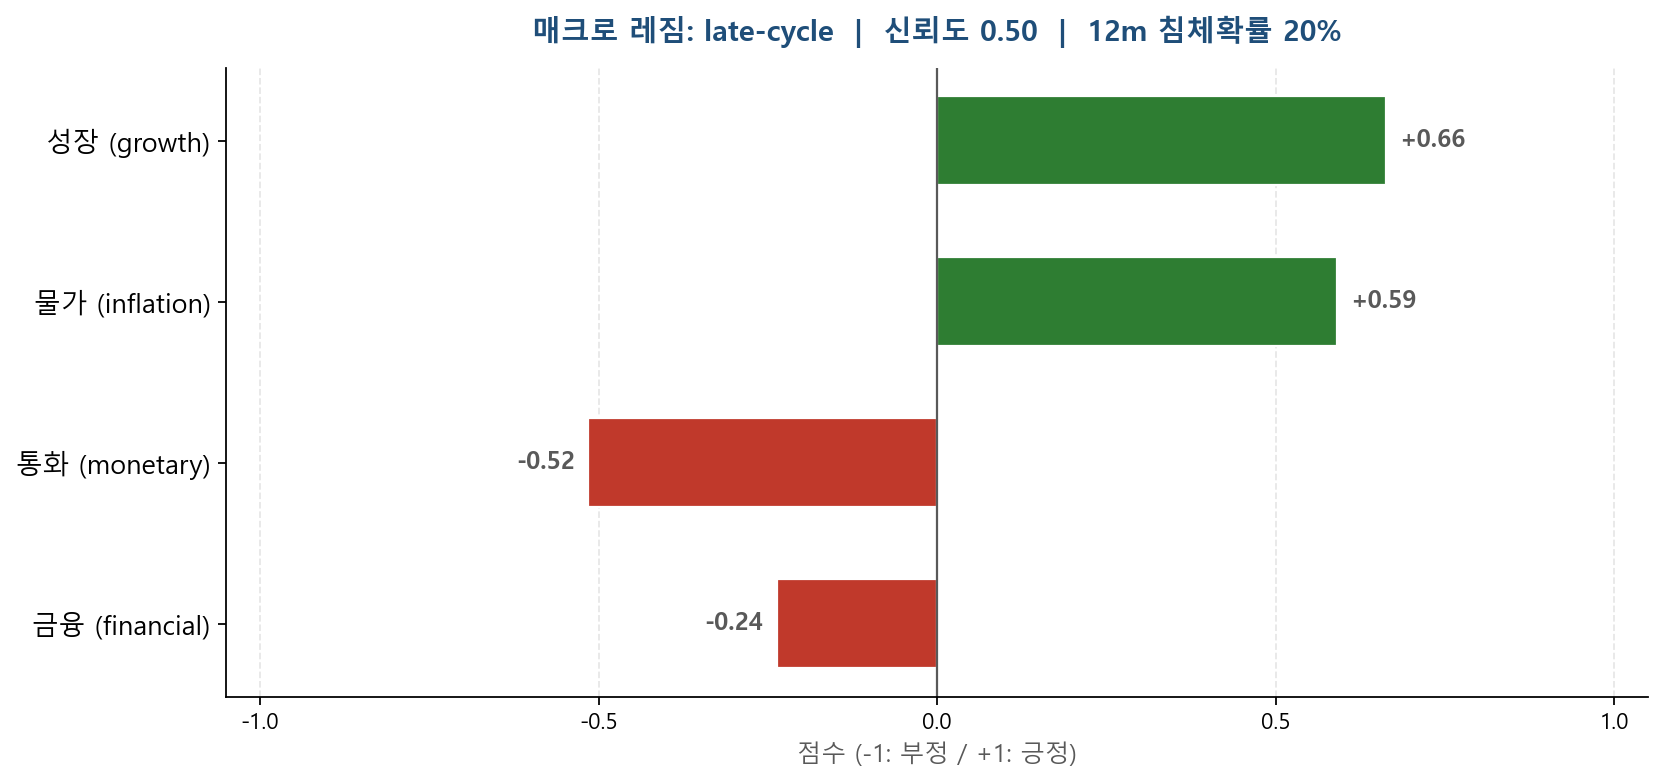 매크로 레짐: late-cycle | 신뢰도 0.50 | 12m 침체확률 20%
성장 (growth)
+0.66
물가 (inflation)
+0.59
통화 (monetary)
-0.52
금융 (financial)
-0.24
-1.0 -0.5 0.0 0.5 1.0
점수 (-1: 부정 / +1: 긍정)